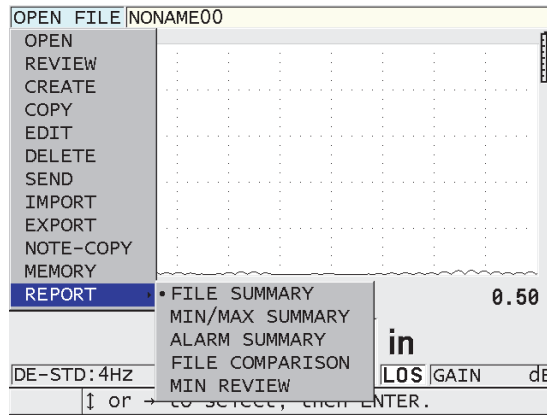 OPEN FILE NONAME00
OPEN
REVIEW
CREATE
COPY
EDIT
DELETE
SEND
IMPORT
EXPORT
NOTE-COPY
MEMORY
REPORT
• FILE SUMMARY
0.50
MIN/MAX SUMMARY
ALARM SUMMARY
in
FILE COMPARISON
DE-STD:4Hz LOS GAIN
MIN REVIEW
↕ or → to select, then ENTER.